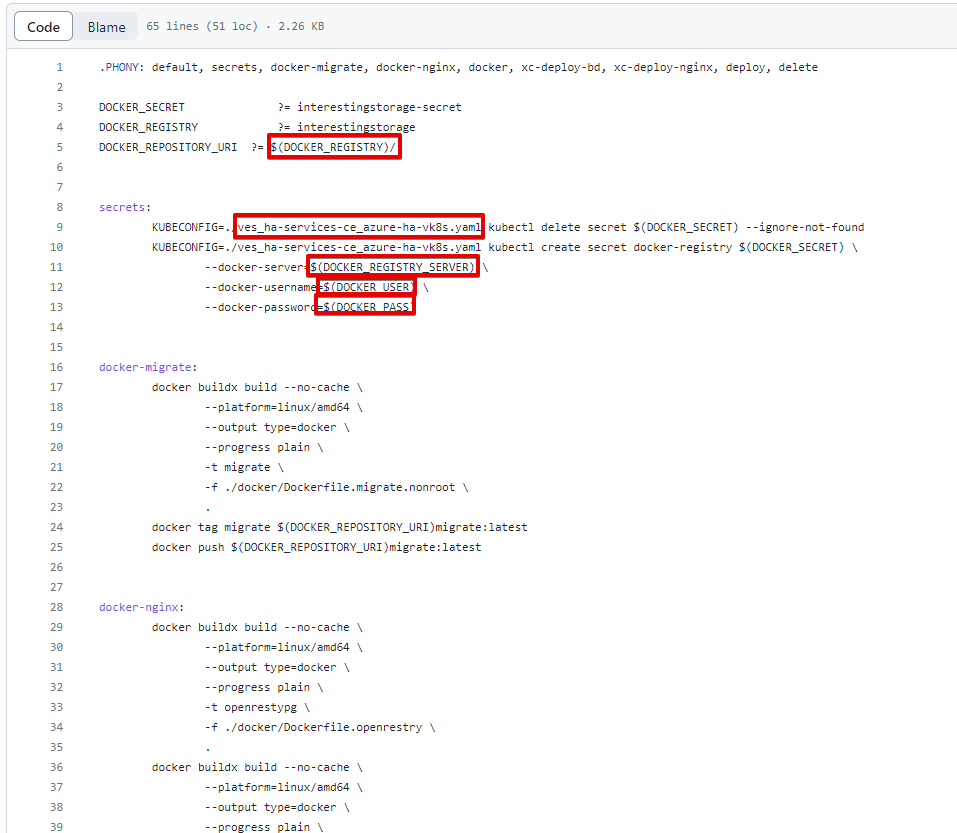 Code Blame 65 lines (51 loc) · 2.26 KB
1 .PHONY: default, secrets, docker-migrate, docker-nginx, docker, xc-deploy-bd, xc-deploy-nginx, deploy, delete
2
3 DOCKER_SECRET ?= interestingstorage-secret
4 DOCKER_REGISTRY ?= interestingstorage
5 DOCKER_REPOSITORY_URI ?= $(DOCKER_REGISTRY)/
6
7
8 secrets:
9 KUBECONFIG=./ves_ha-services-ce_azure-ha-vk8s.yaml kubectl delete secret $(DOCKER_SECRET) --ignore-not-found
10 KUBECONFIG=./ves_ha-services-ce_azure-ha-vk8s.yaml kubectl create secret docker-registry $(DOCKER_SECRET) \
11 --docker-server=$(DOCKER_REGISTRY_SERVER) \
12 --docker-username=$(DOCKER_USER) \
13 --docker-password=$(DOCKER_PASS)
14
15
16 docker-migrate:
17 docker buildx build --no-cache \
18 --platform=linux/amd64 \
19 --output type=docker \
20 --progress plain \
21 -t migrate \
22 -f ./docker/Dockerfile.migrate.nonroot \
23 .
24 docker tag migrate $(DOCKER_REPOSITORY_URI)migrate:latest
25 docker push $(DOCKER_REPOSITORY_URI)migrate:latest
26
27
28 docker-nginx:
29 docker buildx build --no-cache \
30 --platform=linux/amd64 \
31 --output type=docker \
32 --progress plain \
33 -t openrestypg \
34 -f ./docker/Dockerfile.openrestry \
35 .
36 docker buildx build --no-cache \
37 --platform=linux/amd64 \
38 --output type=docker \
39 --progress plain \